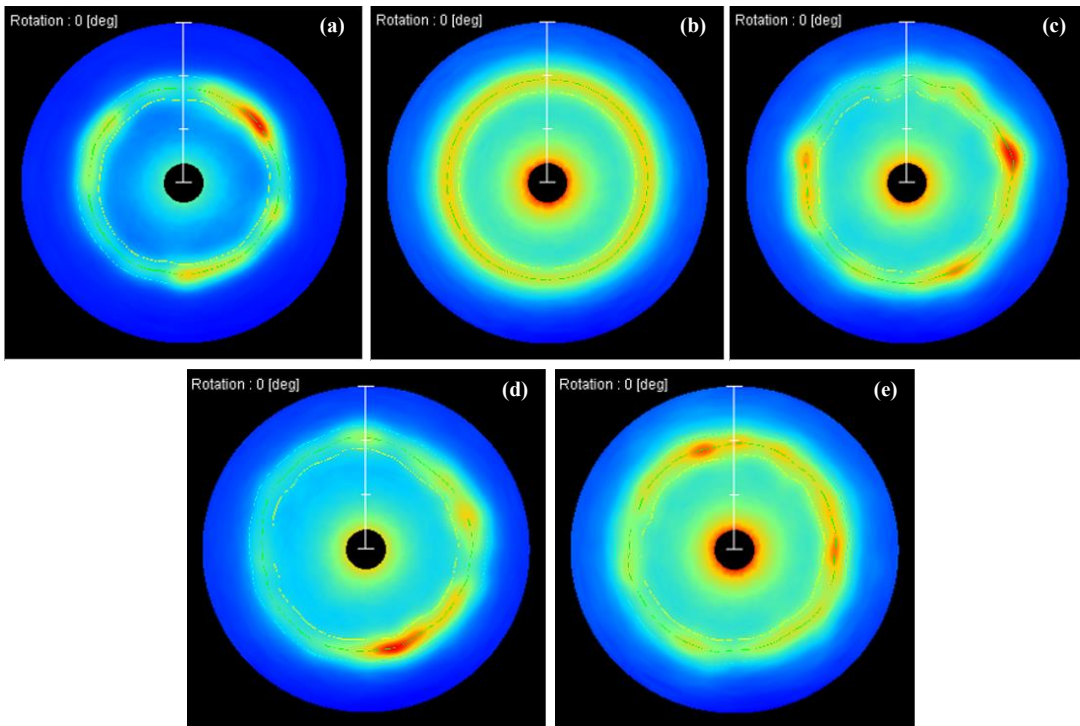 Rotation : 0 [deg] (a)
Rotation : 0 [deg] (b)
Rotation : 0 [deg] (c)
Rotation : 0 [deg] (d)
Rotation : 0 [deg] (e)